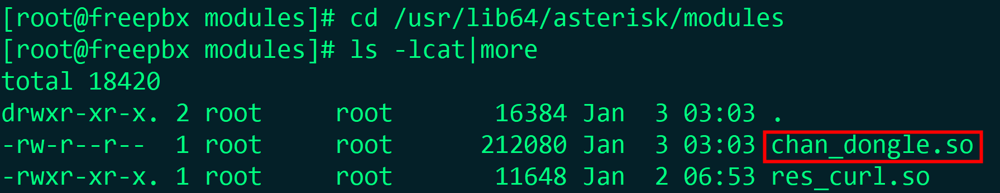 [root@freepbx modules]# cd /usr/lib64/asterisk/modules
[root@freepbx modules]# ls -lcat|more
total 18420
drwxr-xr-x. 2 root     root       16384 Jan  3 03:03 .
-rw-r--r--  1 root     root      212080 Jan  3 03:03 chan_dongle.so
-rwxr-xr-x. 1 root     root       11648 Jan  2 06:53 res_curl.so